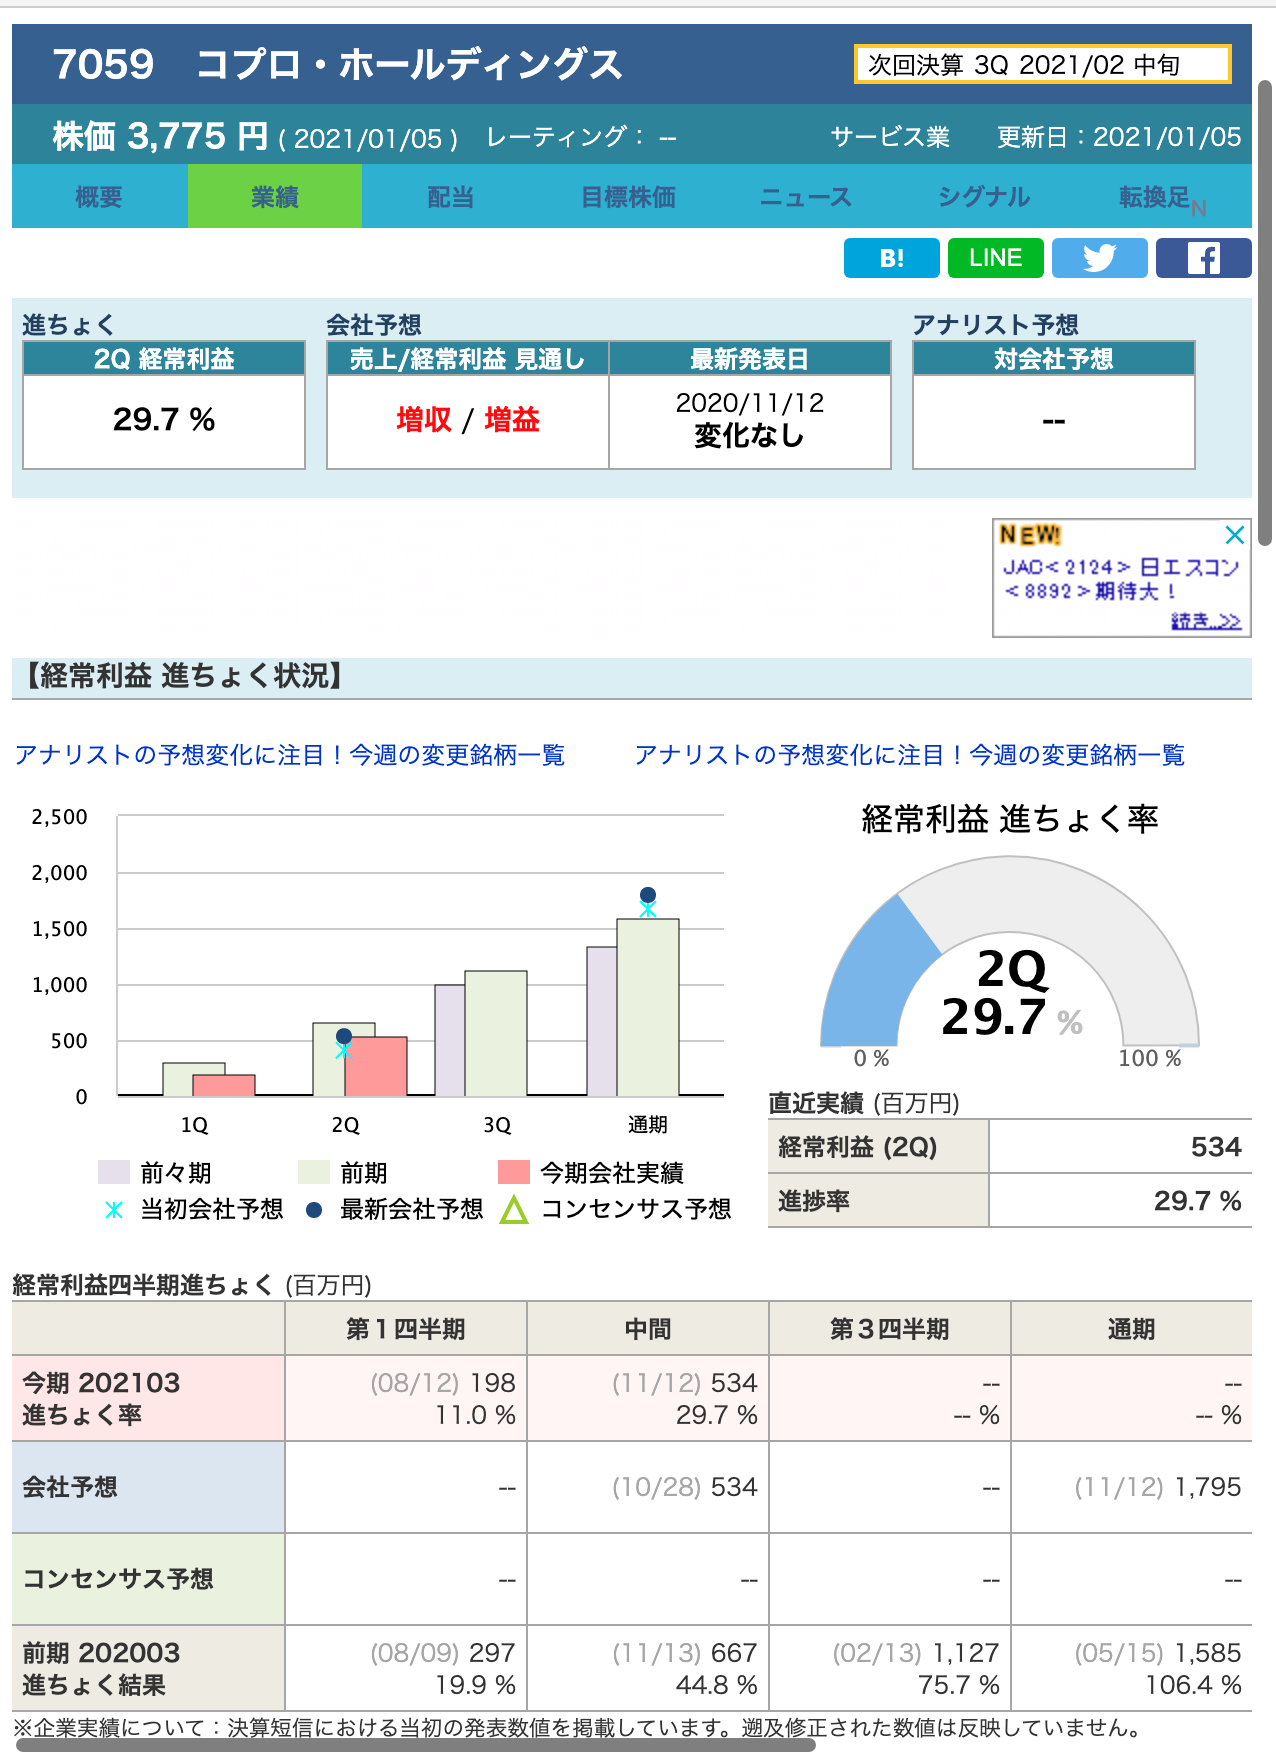 7059 コプロ・ホールディングス
次回決算 3Q 2021/02 中旬
株価 3,775 円 ( 2021/01/05 ) レーティング： --
サービス業 更新日：2021/01/05
概要 業績 配当 目標株価 ニュース シグナル 転換足N
B! LINE
進ちょく 会社予想 アナリスト予想
2Q 経常利益 売上/経常利益 見通し 最新発表日 対会社予想
29.7 % 増収 / 増益 2020/11/12 --
変化なし
NEW!
JAC<2124> 日エスコン
<8892>期待大！
続き..>>
【経常利益 進ちょく状況】
アナリストの予想変化に注目！今週の変更銘柄一覧 アナリストの予想変化に注目！今週の変更銘柄一覧
2,500
2,000
1,500
1,000
500
0
1Q 2Q 3Q 通期
前々期 前期 今期会社実績
当初会社予想 最新会社予想 コンセンサス予想
経常利益 進ちょく率
2Q
29.7 %
0 % 100 %
直近実績 (百万円)
経常利益 (2Q) 534
進捗率 29.7 %
経常利益四半期進ちょく (百万円)
第１四半期 中間 第３四半期 通期
今期 202103 (08/12) 198 (11/12) 534 -- --
進ちょく率 11.0 % 29.7 % -- % -- %
会社予想 -- (10/28) 534 -- (11/12) 1,795
コンセンサス予想 -- -- -- --
前期 202003 (08/09) 297 (11/13) 667 (02/13) 1,127 (05/15) 1,585
進ちょく結果 19.9 % 44.8 % 75.7 % 106.4 %
※企業実績について：決算短信における当初の発表数値を掲載しています。遡及修正された数値は反映していません。